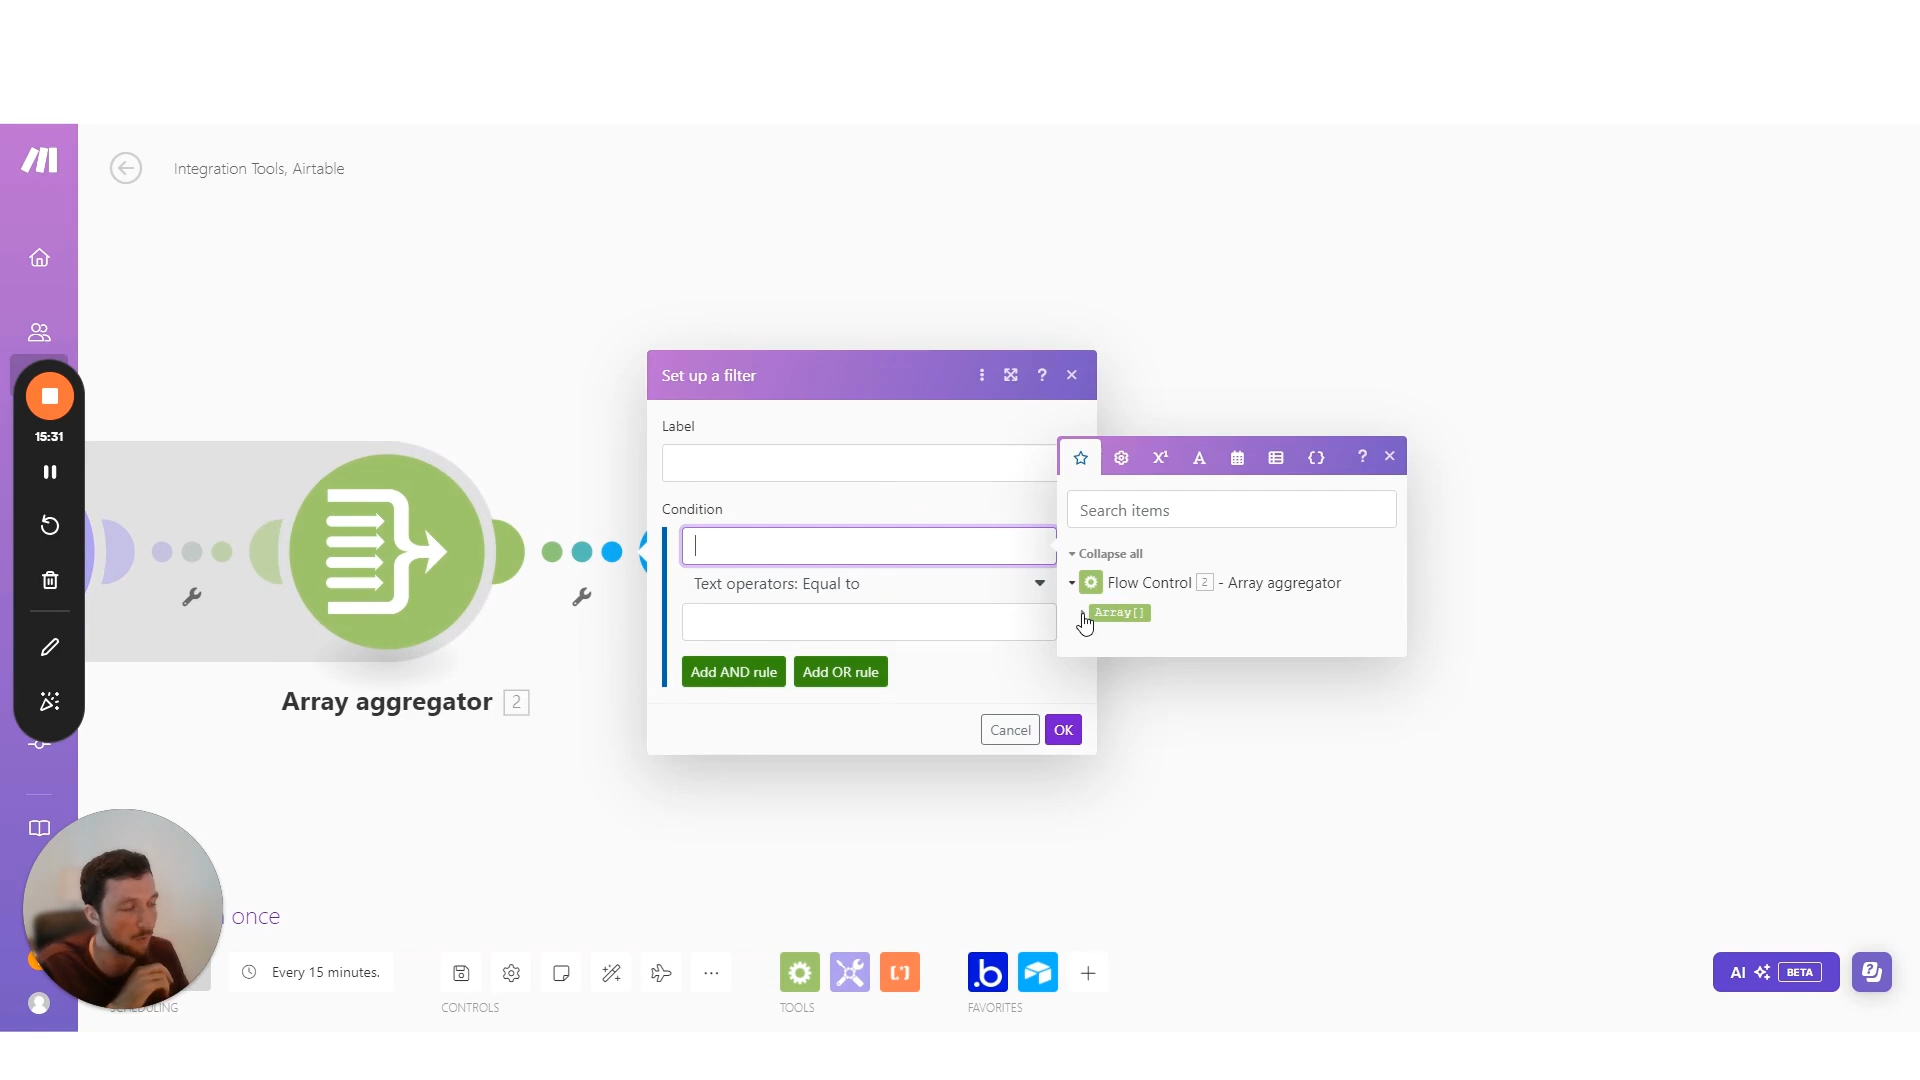 Integration Tools, Airtable
Set up a filter
?
Label
X¹
A
?
Condition
Search items
Collapse all
Text operators: Equal to
Flow Control 2 - Array aggregator
Array[]
15:31
Add AND rule
Add OR rule
Array aggregator 2
Cancel
OK
once
Every 15 minutes.
AI BETA
CONTROLS
TOOLS
FAVORITES